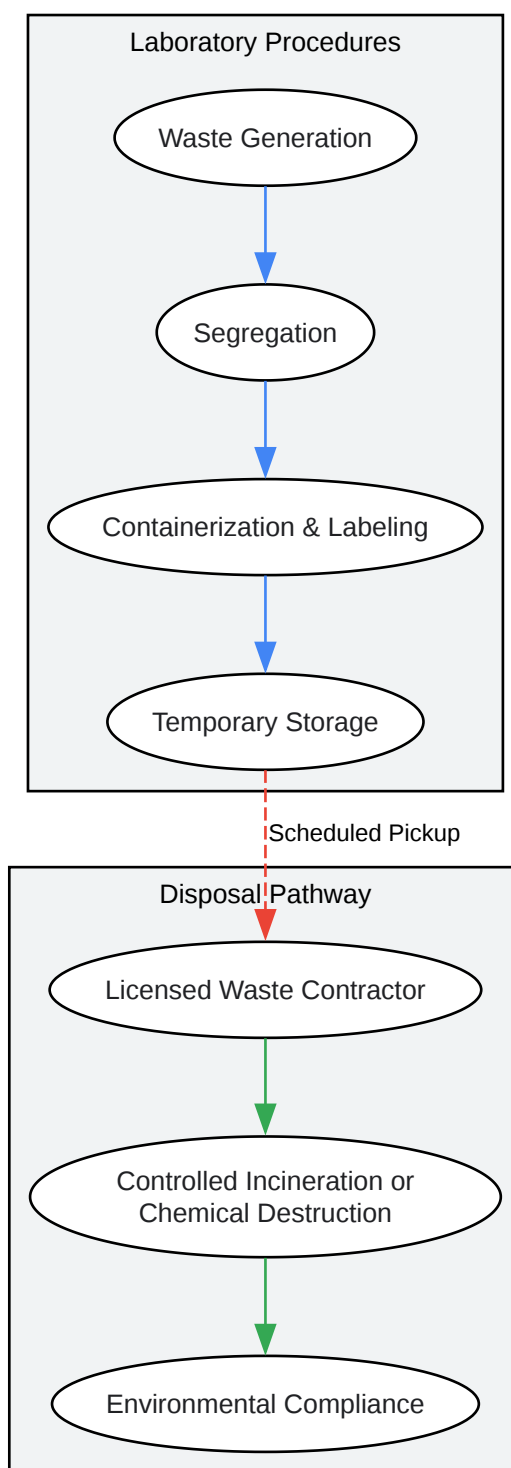 Laboratory Procedures
Waste Generation
Segregation
Containerization & Labeling
Temporary Storage
Scheduled Pickup
Disposal Pathway
Licensed Waste Contractor
Controlled Incineration or
Chemical Destruction
Environmental Compliance